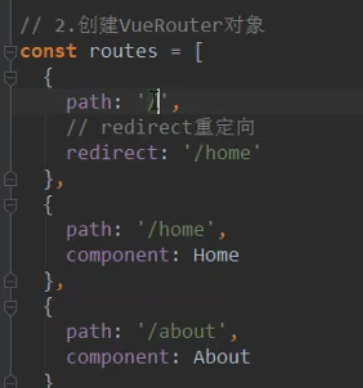 // 2.创建VueRouter对象
const routes = [
{
path: '/',
// redirect重定向
redirect: '/home'
},
{
path: '/home',
component: Home
},
{
path: '/about',
component: About
}